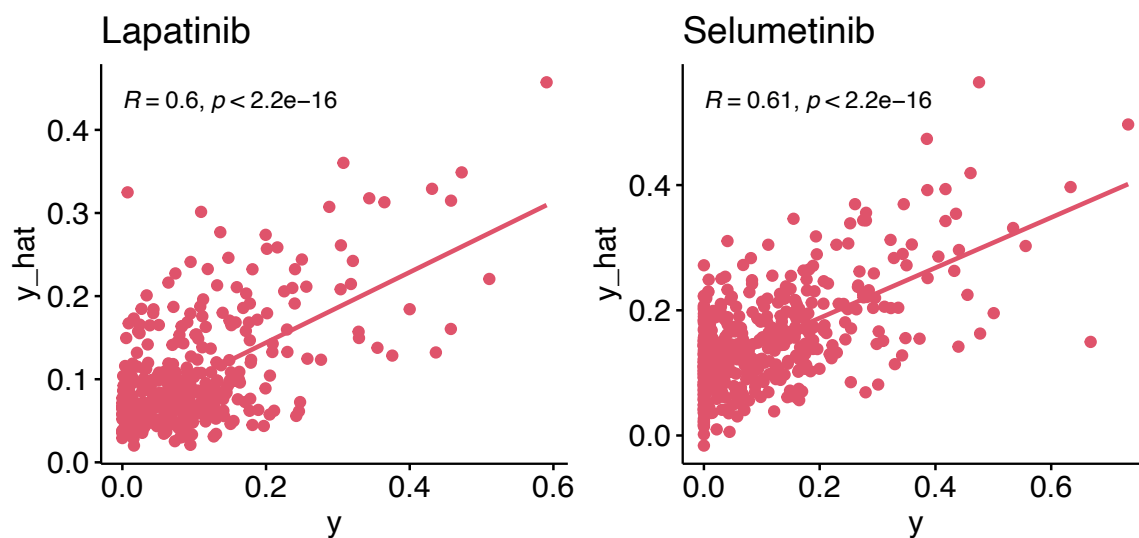 Lapatinib
R = 0.6, p < 2.2e−16
y_hat
0.4
0.3
0.2
0.1
0.0
0.0 0.2 0.4 0.6
y
Selumetinib
R = 0.61, p < 2.2e−16
y_hat
0.4
0.2
0.0
0.0 0.2 0.4 0.6
y